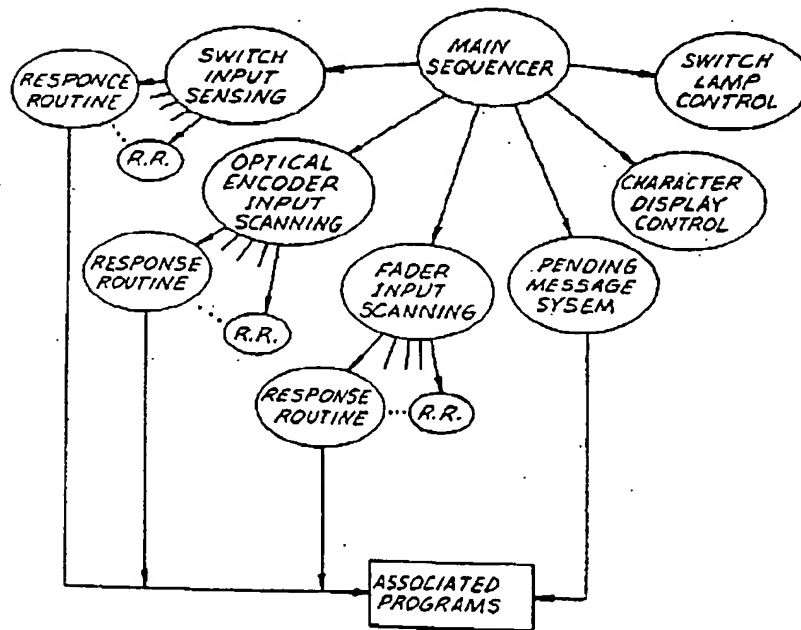 MAIN
SEQUENCER
SWITCH
INPUT
SENSING
SWITCH
LAMP
CONTROL
RESPONCE
ROUTINE
R.R.
OPTICAL
ENCODER
INPUT
SCANNING
CHARACTER
DISPLAY
CONTROL
RESPONSE
ROUTINE
R.R.
FADER
INPUT
SCANNING
PENDING
MESSAGE
SYSEM
RESPONSE
ROUTINE
R.R.
ASSOCIATED
PROGRAMS